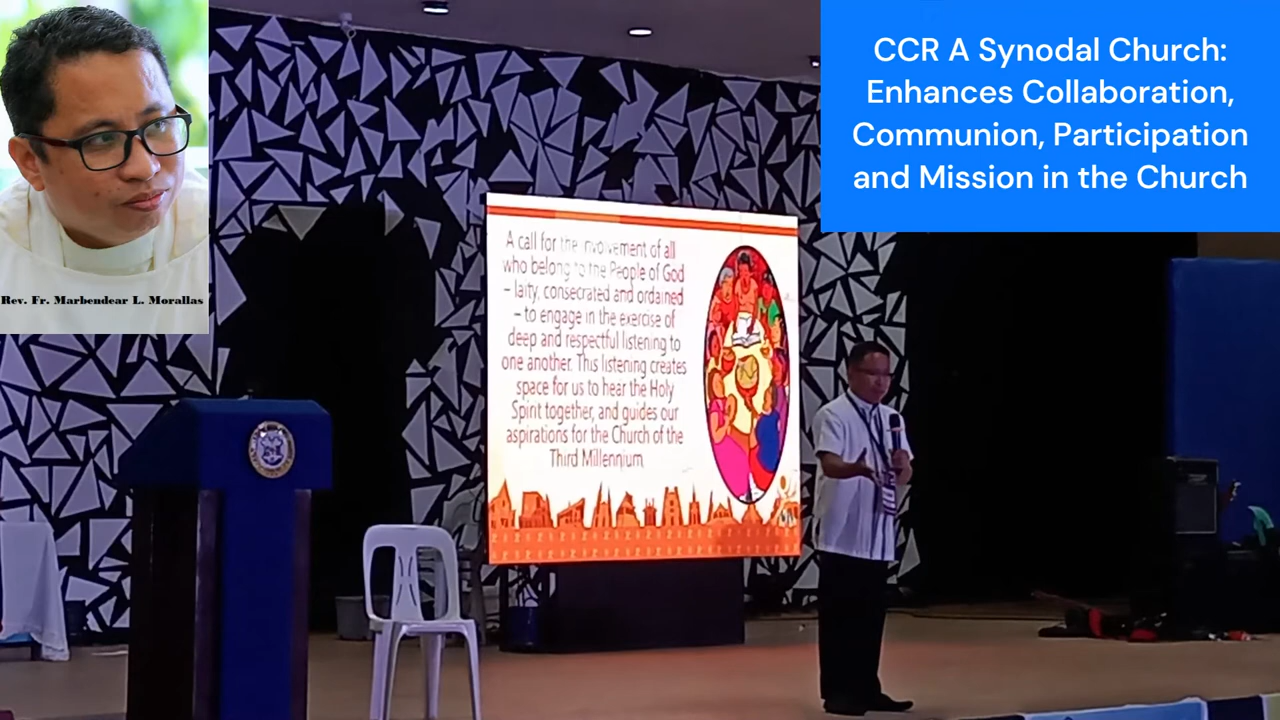 Rev. Fr. Marbendear L. Morallas
CCR A Synodal Church:
Enhances Collaboration,
Communion, Participation
and Mission in the Church
A call for the involvement of all
who belong to the People of God
– laity, consecrated and ordained
– to engage in the exercise of
deep and respectful listening to
one another. This listening creates
space for us to hear the Holy
Spirit together, and guides our
aspirations for the Church of the
Third Millennium.